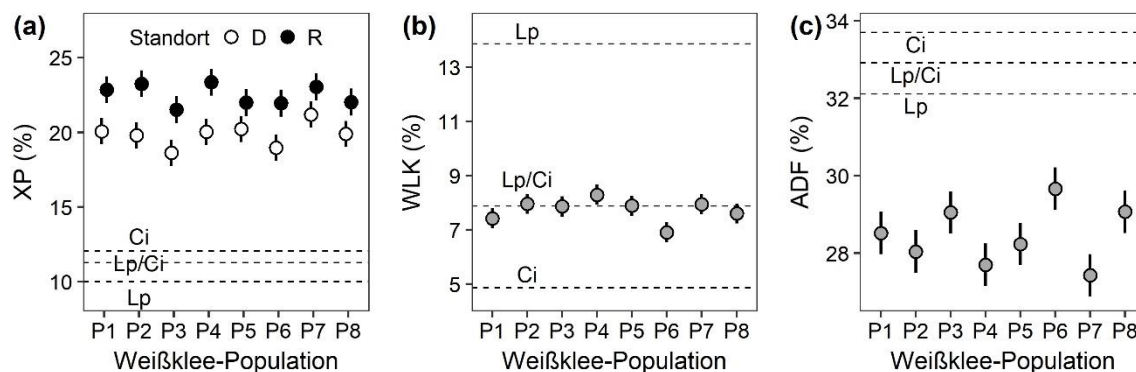 (a)
Standort D R
XP (%)
25
20
15
10
Ci
Lp/Ci
Lp
P1 P2 P3 P4 P5 P6 P7 P8
Weißklee-Population
(b)
WLK (%)
13
11
9
7
5
Lp
Lp/Ci
Ci
P1 P2 P3 P4 P5 P6 P7 P8
Weißklee-Population
(c)
ADF (%)
34
32
30
28
Ci
Lp/Ci
Lp
P1 P2 P3 P4 P5 P6 P7 P8
Weißklee-Population